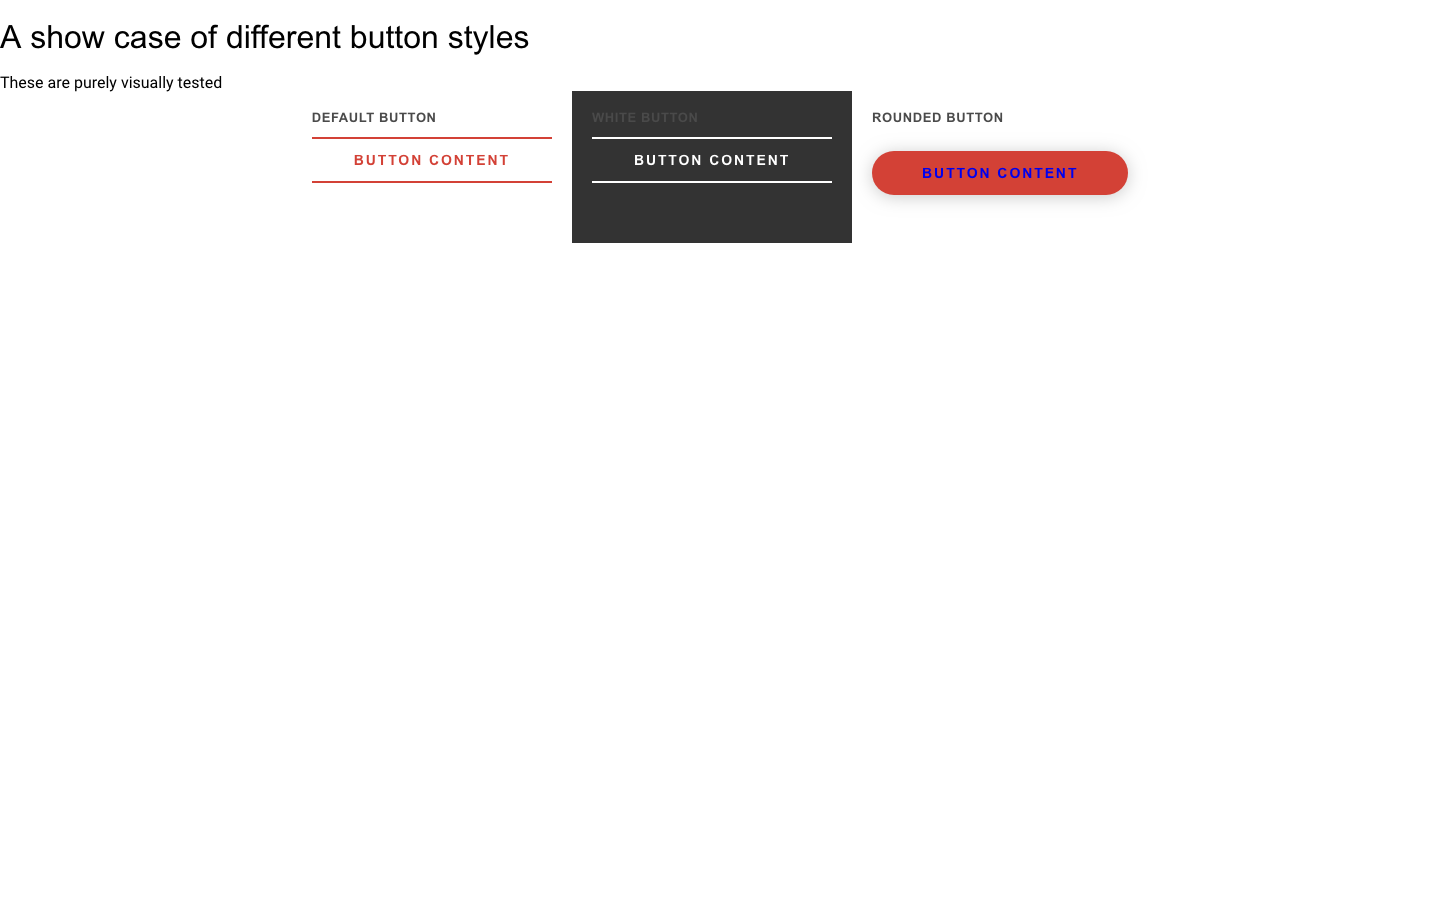 A show case of different button styles
These are purely visually tested
DEFAULT BUTTON
BUTTON CONTENT
WHITE BUTTON
BUTTON CONTENT
ROUNDED BUTTON
BUTTON CONTENT